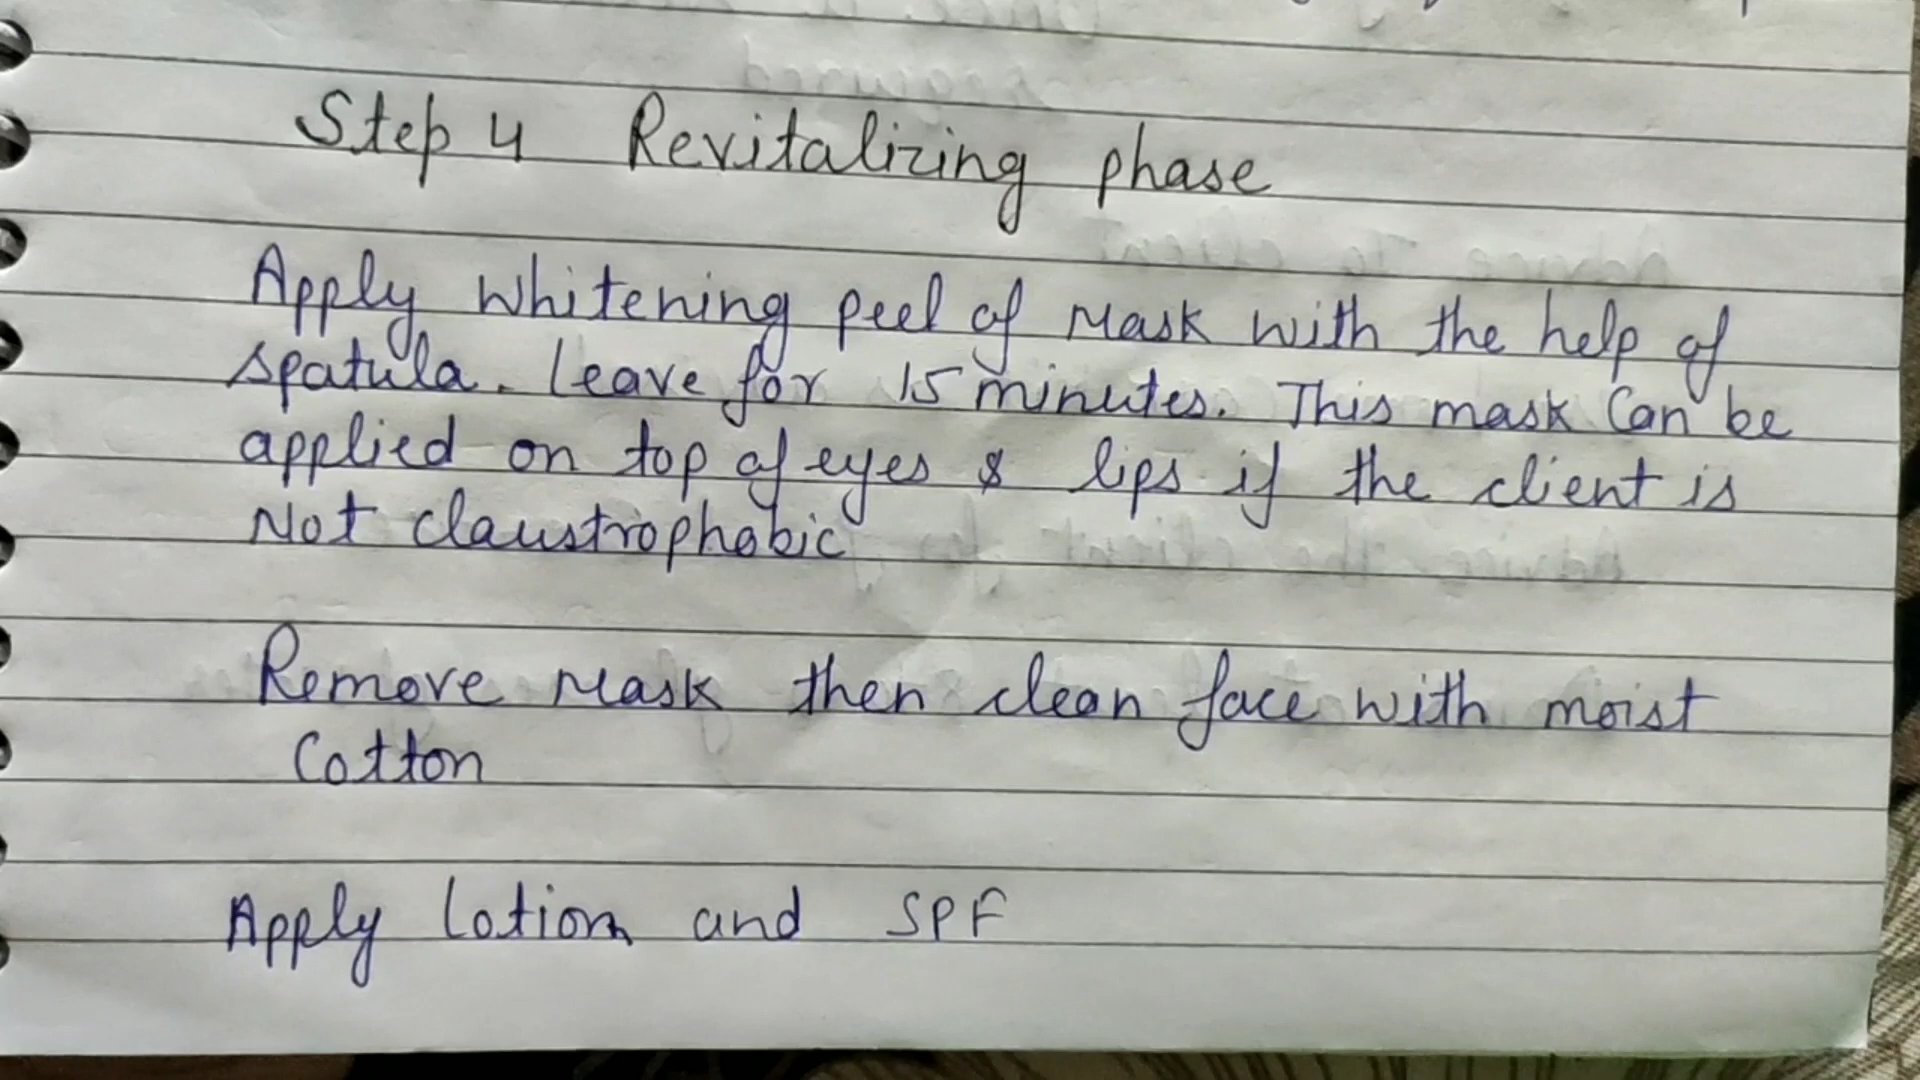 Step 4 Revitalizing phase
Apply Whitening peel of Mask with the help of
spatula. Leave for 15 minutes. This mask Can be
applied on top of eyes & lips if the client is
Not claustrophobic
Remove Mask then clean face with moist
Cotton
Apply Lotion and SPF